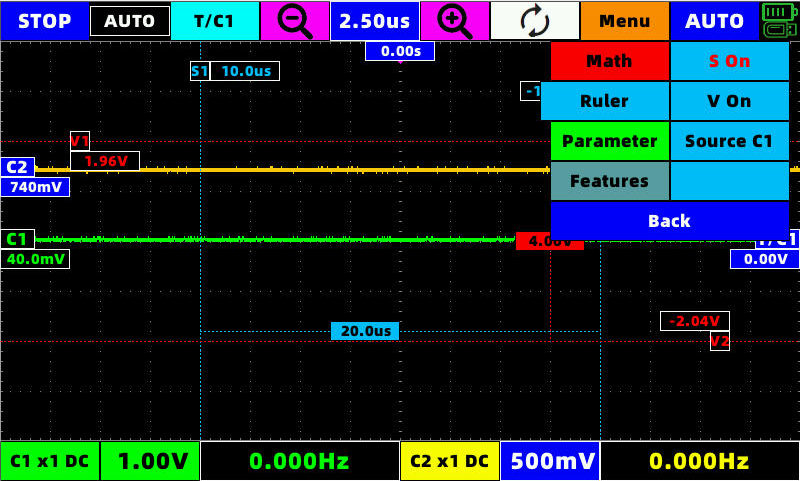 STOP AUTO T/C1 2.50us Menu AUTO
0.00s
Math S On
S1 10.0us
-1
Ruler V On
V1
Parameter Source C1
1.96V
C2
Features
740mV
Back
C1 4.00V T/C1
40.0mV 0.00V
-2.04V
20.0us
V2
C1 x1 DC 1.00V 0.000Hz C2 x1 DC 500mV 0.000Hz